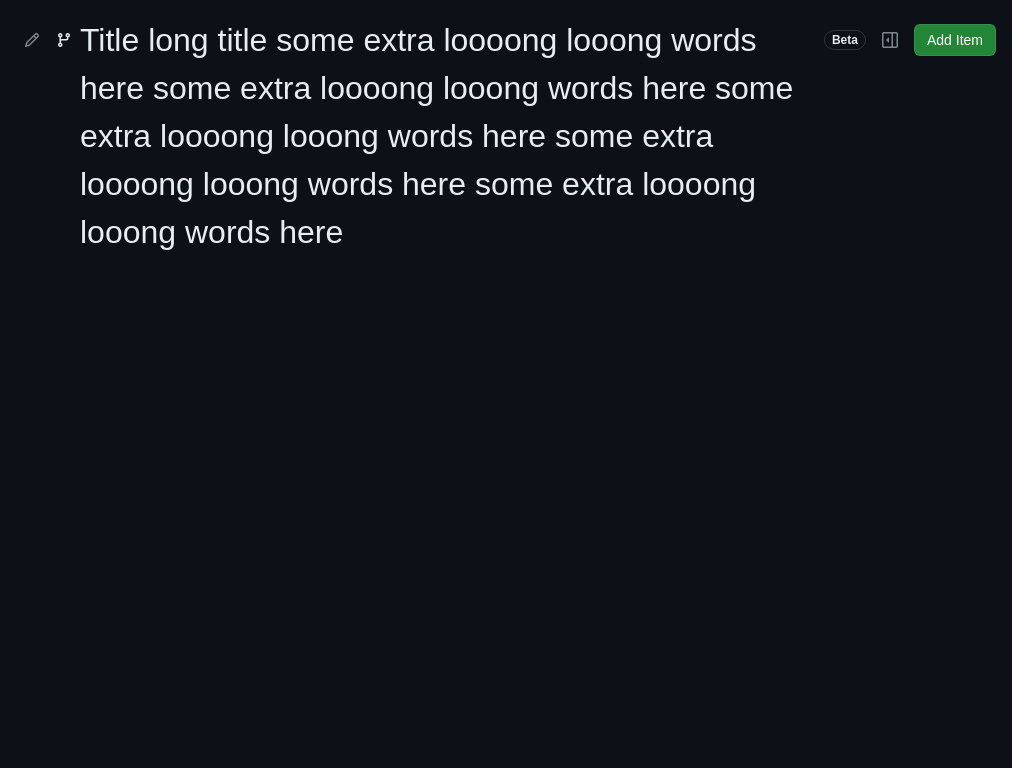 Title long title some extra loooong looong words
here some extra loooong looong words here some
extra loooong looong words here some extra
loooong looong words here some extra loooong
looong words here
Beta
Add Item